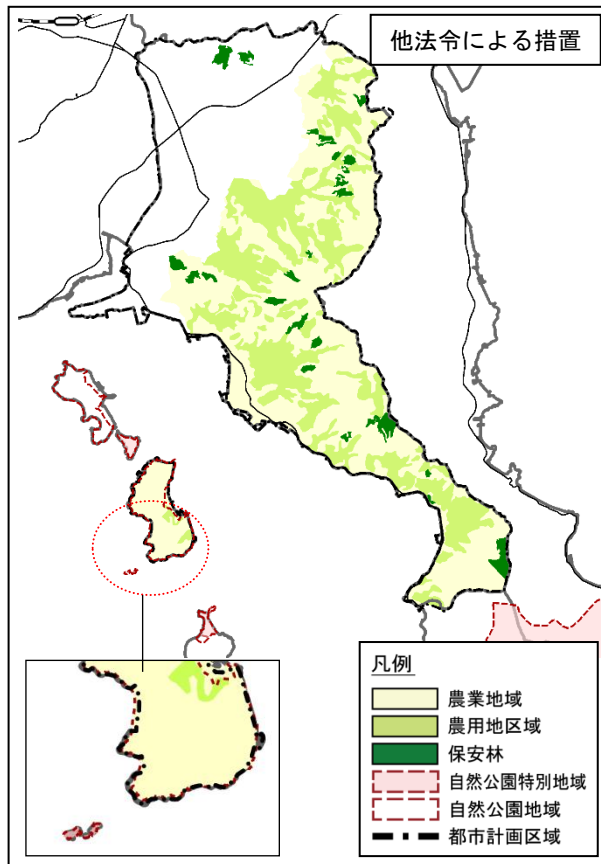 他法令による措置
凡例
農業地域
農用地区域
保安林
自然公園特別地域
自然公園地域
都市計画区域